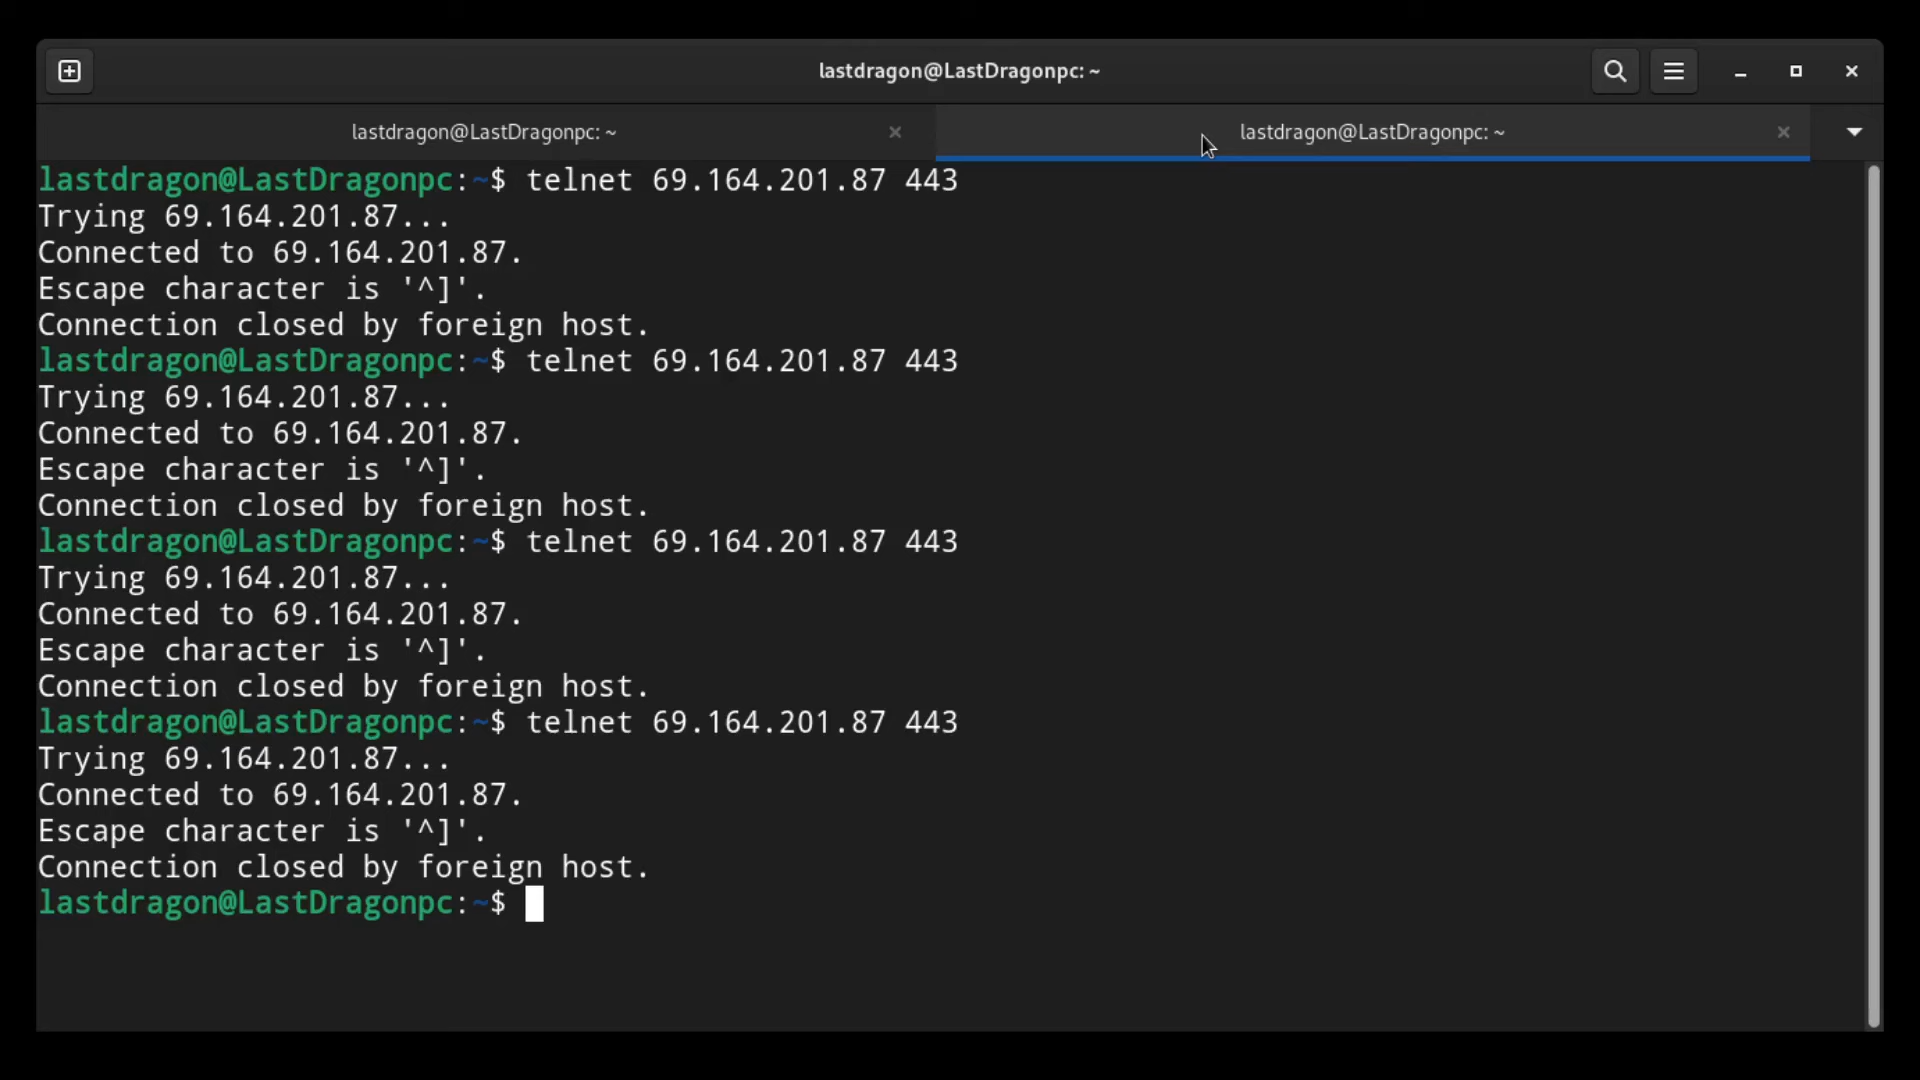 lastdragon@LastDragonpc: ~
lastdragon@LastDragonpc: ~
lastdragon@LastDragonpc: ~
lastdragon@LastDragonpc:~$ telnet 69.164.201.87 443
Trying 69.164.201.87...
Connected to 69.164.201.87.
Escape character is '^]'.
Connection closed by foreign host.
lastdragon@LastDragonpc:~$ telnet 69.164.201.87 443
Trying 69.164.201.87...
Connected to 69.164.201.87.
Escape character is '^]'.
Connection closed by foreign host.
lastdragon@LastDragonpc:~$ telnet 69.164.201.87 443
Trying 69.164.201.87...
Connected to 69.164.201.87.
Escape character is '^]'.
Connection closed by foreign host.
lastdragon@LastDragonpc:~$ telnet 69.164.201.87 443
Trying 69.164.201.87...
Connected to 69.164.201.87.
Escape character is '^]'.
Connection closed by foreign host.
lastdragon@LastDragonpc:~$